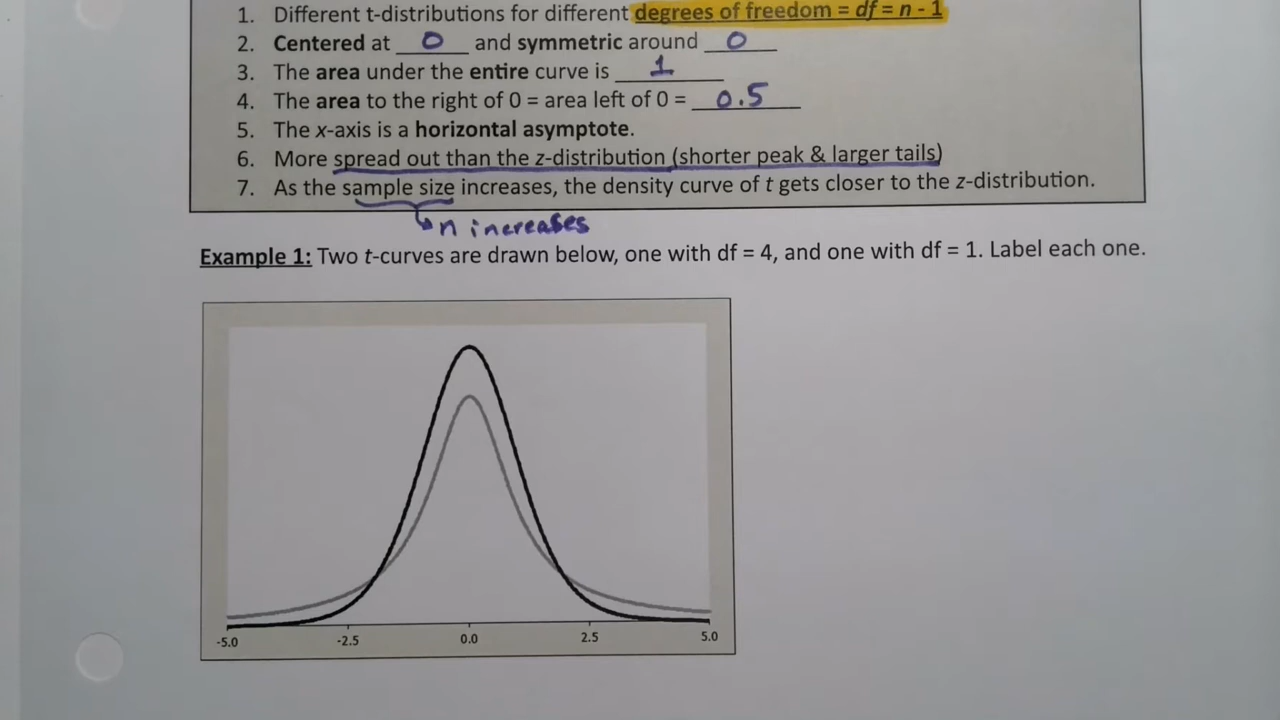 1. Different t-distributions for different degrees of freedom = df = n - 1
2. Centered at 0 and symmetric around 0
3. The area under the entire curve is 1
4. The area to the right of 0 = area left of 0 = 0.5
5. The x-axis is a horizontal asymptote.
6. More spread out than the z-distribution (shorter peak & larger tails)
7. As the sample size increases, the density curve of t gets closer to the z-distribution.
n increases
Example 1: Two t-curves are drawn below, one with df = 4, and one with df = 1. Label each one.
-5.0 -2.5 0.0 2.5 5.0